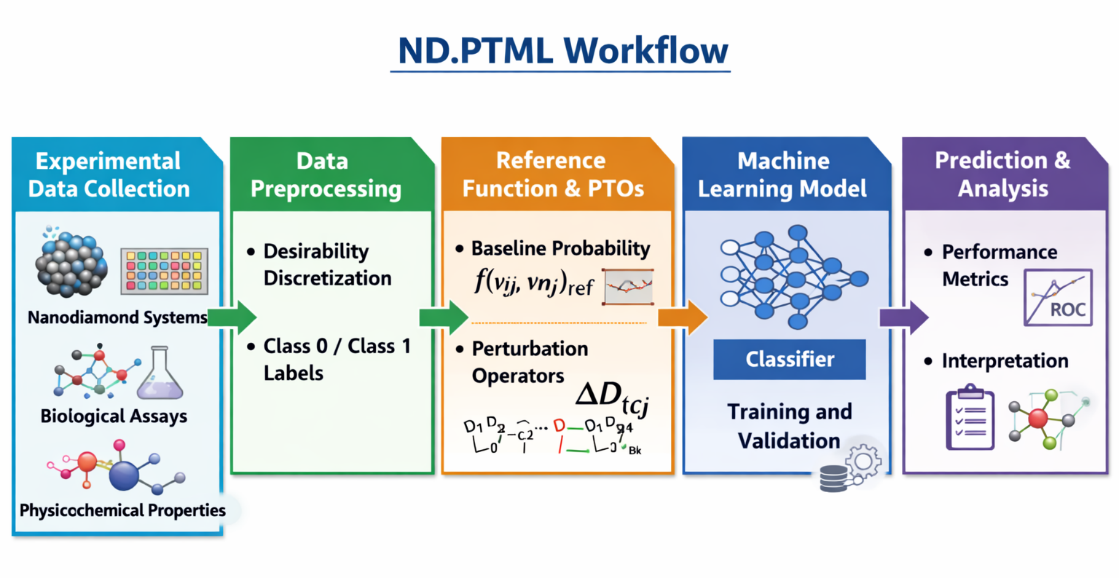 ND.PTML Workflow
Experimental
Data Collection
Nanodiamond Systems
Biological Assays
Physicochemical Properties
Data
Preprocessing
• Desirability
Discretization
• Class 0 / Class 1
Labels
Reference
Function & PTOs
• Baseline Probability
f(vij, vnj)ref
• Perturbation
Operators
ΔDtcj
Machine
Learning Model
Classifier
Training and
Validation
Prediction &
Analysis
• Performance
Metrics
ROC
• Interpretation